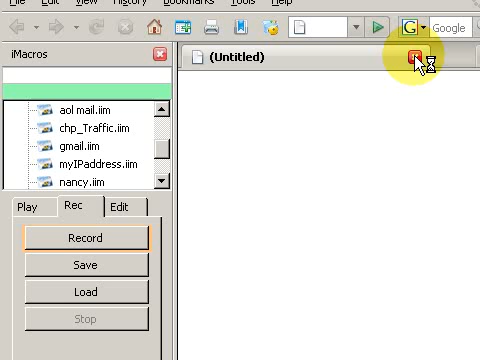 File Edit View History Bookmarks Tools Help
G Google
iMacros
(Untitled)
aol mail.iim
chp_Traffic.iim
gmail.iim
myIPaddress.iim
nancy.iim
Play Rec Edit
Record
Save
Load
Stop